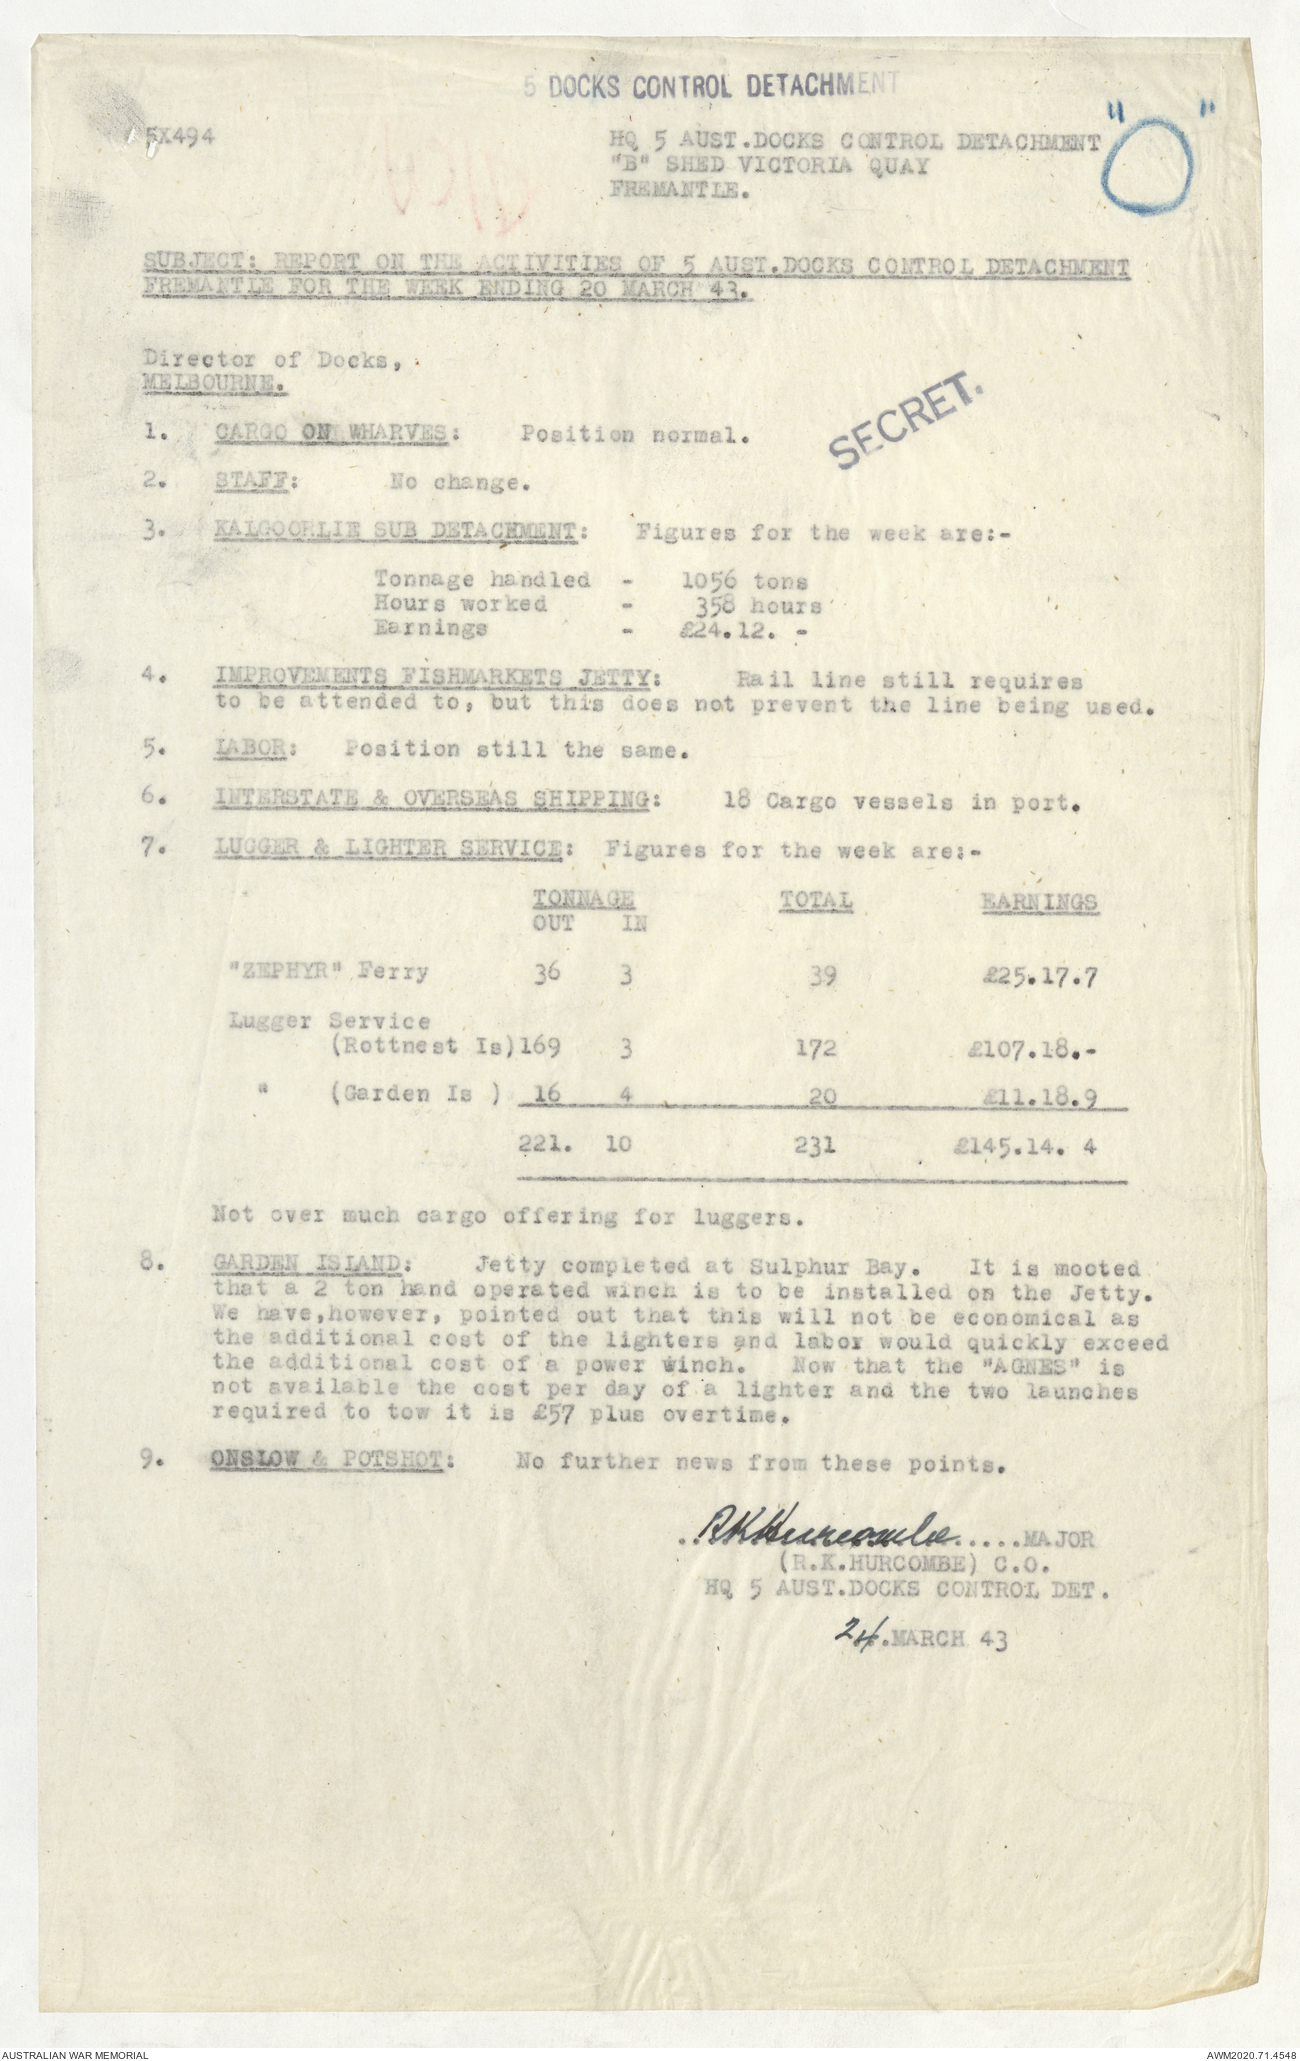 5 DOCKS CONTROL DETACHMENT
5X494
HQ 5 AUST.DOCKS CONTROL DETACHMENT
"B" SHED VICTORIA QUAY
FREMANTLE.
"O"
SUBJECT: REPORT ON THE ACTIVITIES OF 5 AUST.DOCKS CONTROL DETACHMENT
FREMANTLE FOR THE WEEK ENDING 20 MARCH 43.
Director of Docks,
MELBOURNE.
SECRET.
1. CARGO ON WHARVES: Position normal.
2. STAFF: No change.
3. KALGOORLIE SUB DETACHMENT: Figures for the week are:-
Tonnage handled - 1056 tons
Hours worked - 358 hours
Earnings - £24.12. -
4. IMPROVEMENTS FISHMARKETS JETTY: Rail line still requires
to be attended to, but this does not prevent the line being used.
5. LABOR: Position still the same.
6. INTERSTATE & OVERSEAS SHIPPING: 18 Cargo vessels in port.
7. LUGGER & LIGHTER SERVICE: Figures for the week are:-
TONNAGE TOTAL EARNINGS
OUT IN
"ZEPHYR" Ferry 36 3 39 £25.17.7
Lugger Service
(Rottnest Is)169 3 172 £107.18.-
" (Garden Is ) 16 4 20 £11.18.9
221. 10 231 £145.14. 4
Not over much cargo offering for luggers.
8. GARDEN ISLAND: Jetty completed at Sulphur Bay. It is mooted
that a 2 ton hand operated winch is to be installed on the Jetty.
We have,however, pointed out that this will not be economical as
the additional cost of the lighters and labor would quickly exceed
the additional cost of a power winch. Now that the "AGNES" is
not available the cost per day of a lighter and the two launches
required to tow it is £57 plus overtime.
9. ONSLOW & POTSHOT: No further news from these points.
..RKHurcombe.....MAJOR
(R.K.HURCOMBE) C.O.
HQ 5 AUST.DOCKS CONTROL DET.
24.MARCH 43
AUSTRALIAN WAR MEMORIAL
AWM2020.71.4548